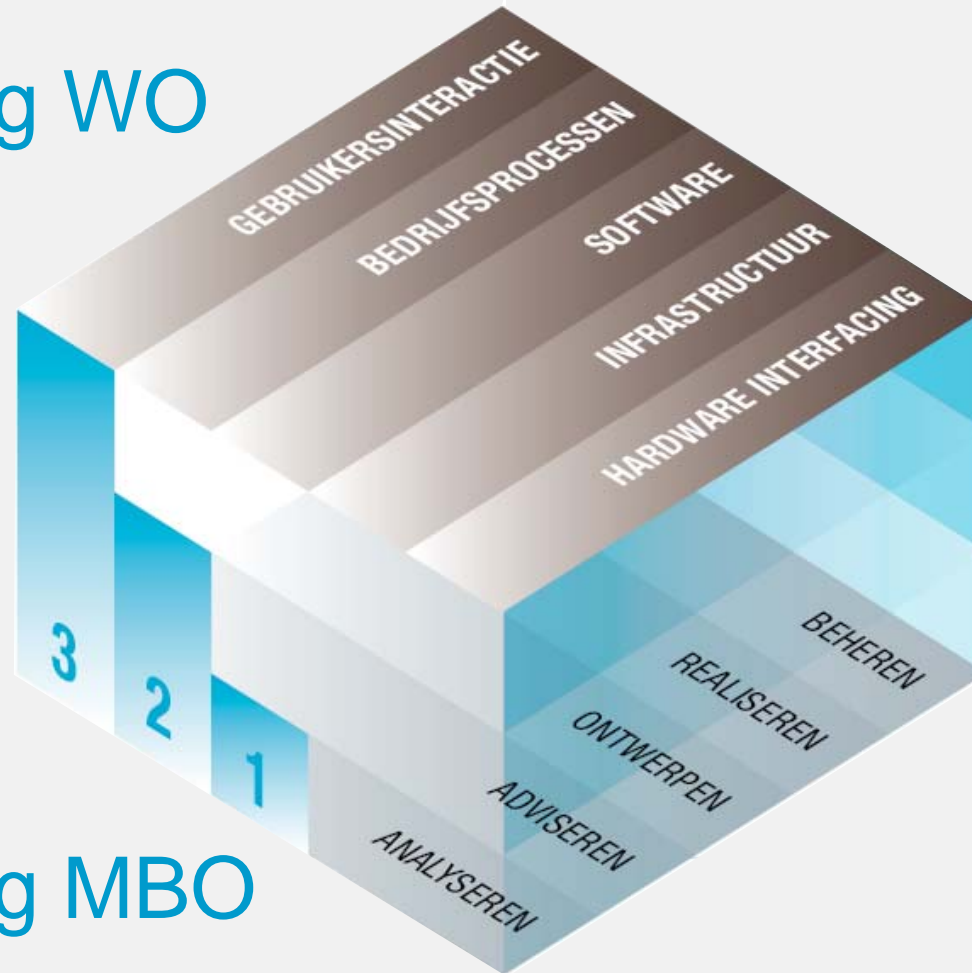 g WO
GEBRUIKERSINTERACTIE
BEDRIJFSPROCESSEN
SOFTWARE
INFRASTRUCTUUR
HARDWARE INTERFACING
3
2
1
BEHEREN
REALISEREN
ONTWERPEN
ADVISEREN
ANALYSEREN
g MBO